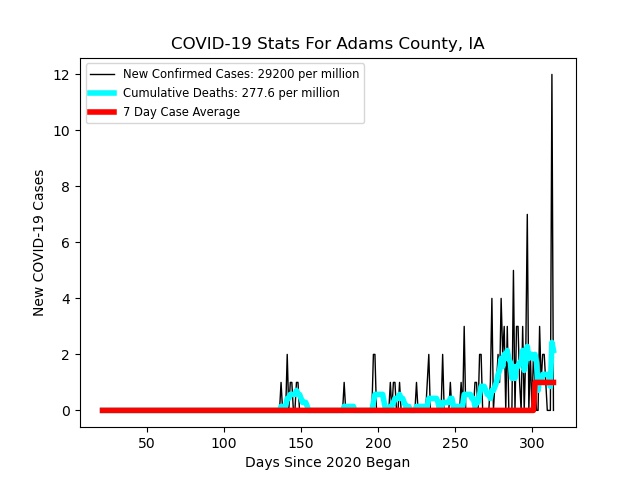 COVID-19 Stats For Adams County, IA
New Confirmed Cases: 29200 per million
Cumulative Deaths: 277.6 per million
7 Day Case Average
New COVID-19 Cases
12
10
8
6
4
2
0
50 100 150 200 250 300
Days Since 2020 Began